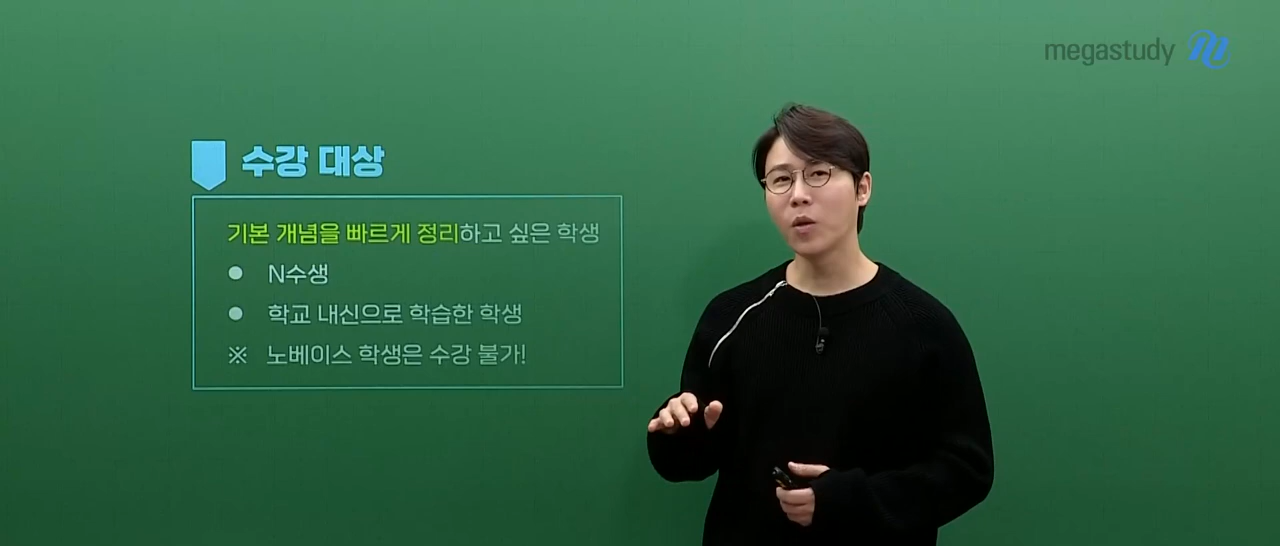 megastudy
수강 대상
기본 개념을 빠르게 정리하고 싶은 학생
● N수생
● 학교 내신으로 학습한 학생
※ 노베이스 학생은 수강 불가!